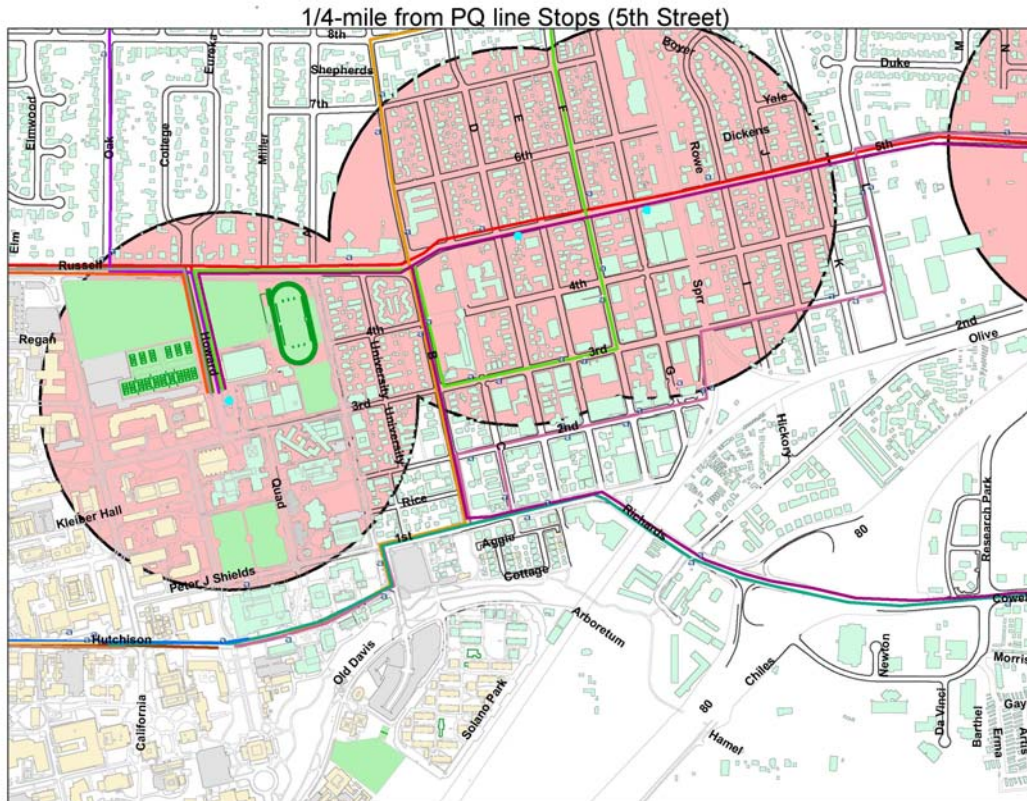 1/4-mile from PQ line Stops (5th Street)
8th
Eureka
Boyer
M
N
Shepherds
Duke
7th
Elmwood
Oak
College
Miller
F
E
D
Yale
Dickens
J
6th
Rowe
5th
L
A
Elm
Russell
K
4th
Sprr
I
2nd
Olive
Regan
Howard
4th
University
B
3rd
G
3rd
University
2nd
Hickory
C
Quad
Rice
Kleiber Hall
1st
Richards
80
Research Park
Aggie
Peter J Shields
Cottage
Cowell
Arboretum
Hutchison
Old Davis
Chiles
Newton
Morris
Solano Park
80
California
Da Vinci
Barthel
Gay
Erma
Arns
Hamel